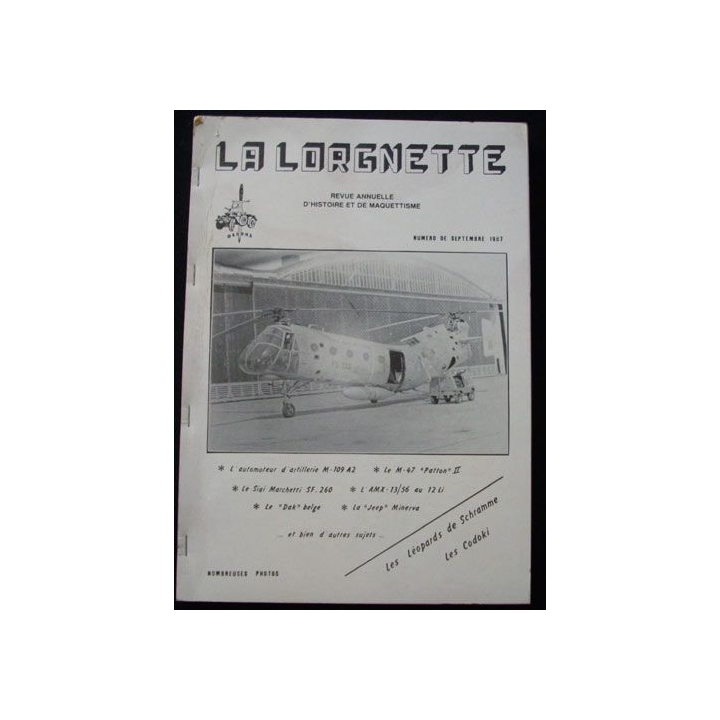 LA LORGNETTE
REVUE ANNUELLE
D'HISTOIRE ET DE MAQUETTISME
NUMERO DE SEPTEMBRE 1987
* L'automoteur d'artillerie M-109 A2 * Le M-47 "Patton" II
* Le Siai Marchetti SF.260 * L'AMX-13/56 au 12 Li
* Le "Dak" belge * La "Jeep" Minerva
... et bien d'autres sujets ...
Les Léopards de Schramme
Les Codoki
NOMBREUSES PHOTOS